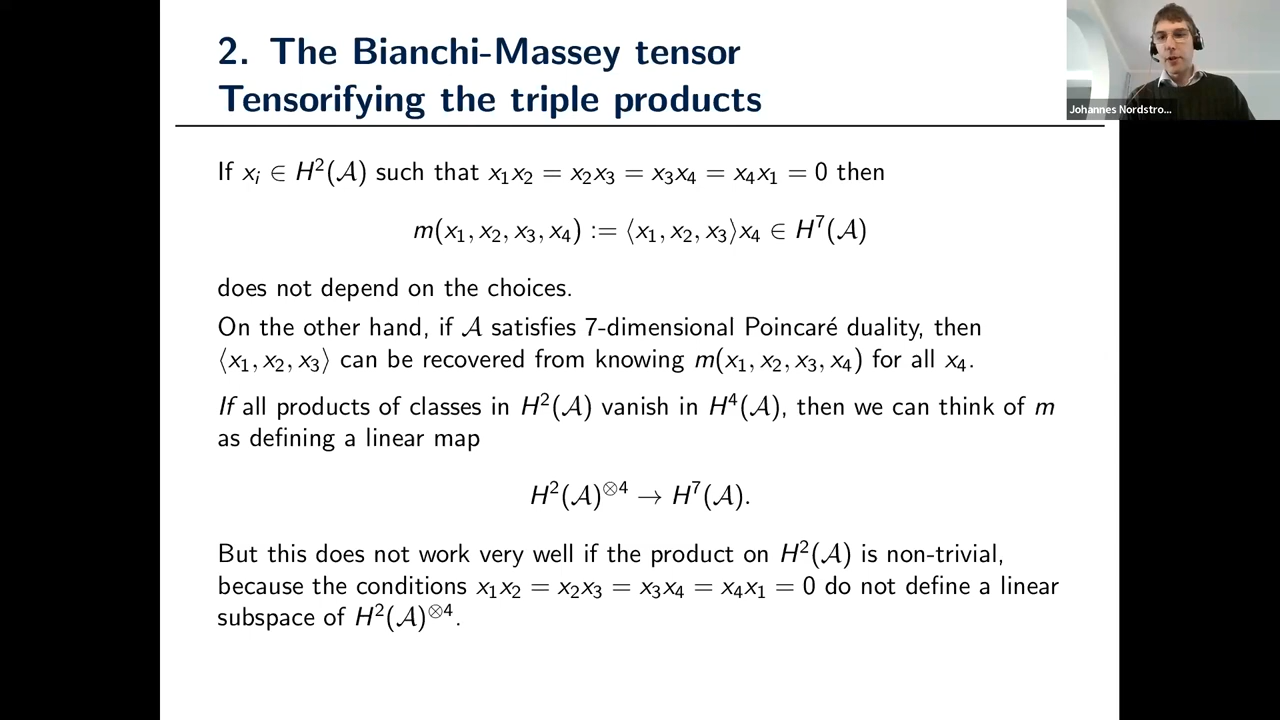 2. The Bianchi-Massey tensor
Tensorifying the triple products
Johannes Nordstro...
If x₁ ∈ H²(𝒜) such that x₁x₂ = x₂x₃ = x₃x₄ = x₄x₁ = 0 then
m(x₁, x₂, x₃, x₄) := ⟨x₁, x₂, x₃⟩x₄ ∈ H⁷(𝒜)
does not depend on the choices.
On the other hand, if 𝒜 satisfies 7-dimensional Poincaré duality, then
⟨x₁, x₂, x₃⟩ can be recovered from knowing m(x₁, x₂, x₃, x₄) for all x₄.
If all products of classes in H²(𝒜) vanish in H⁴(𝒜), then we can think of m
as defining a linear map
H²(𝒜)^⊗4 → H⁷(𝒜).
But this does not work very well if the product on H²(𝒜) is non-trivial,
because the conditions x₁x₂ = x₂x₃ = x₃x₄ = x₄x₁ = 0 do not define a linear
subspace of H²(𝒜)^⊗4.